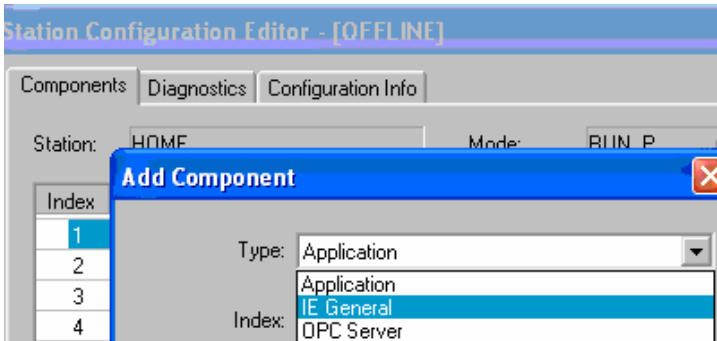 Station Configuration Editor - [OFFLINE]
Components Diagnostics Configuration Info
Station: HOME Mode: RUN_P
Add Component
Index
1
Type: Application
2
Application
3
IE General
4 Index: OPC Server